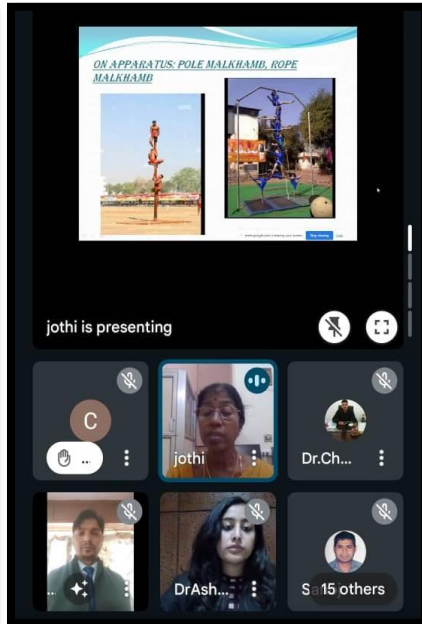 ON APPARATUS: POLE MALKHAMB, ROPE
MALKHAMB
Stop sharing
jothi is presenting
C
...
jothi
Dr.Ch...
...
DrAsh...
S
15 others